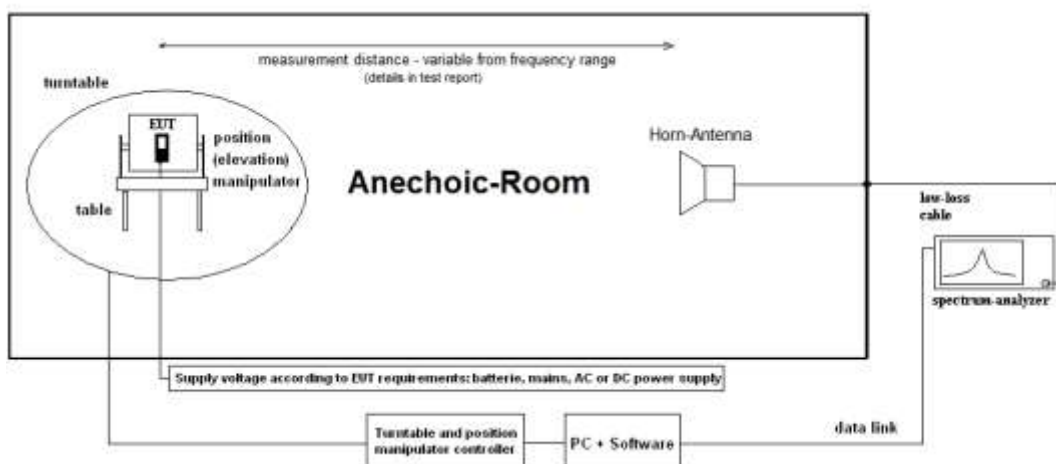 measurement distance - variable from frequency range
(details in test report)
turntable
EUT
position
(elevation)
manipulator
table
Anechoic-Room
Horn-Antenna
low-loss
cable
spectrum-analyzer
Supply voltage according to EUT requirements: batterie, mains, AC or DC power supply
Turntable and position
manipulator controller
PC + Software
data link